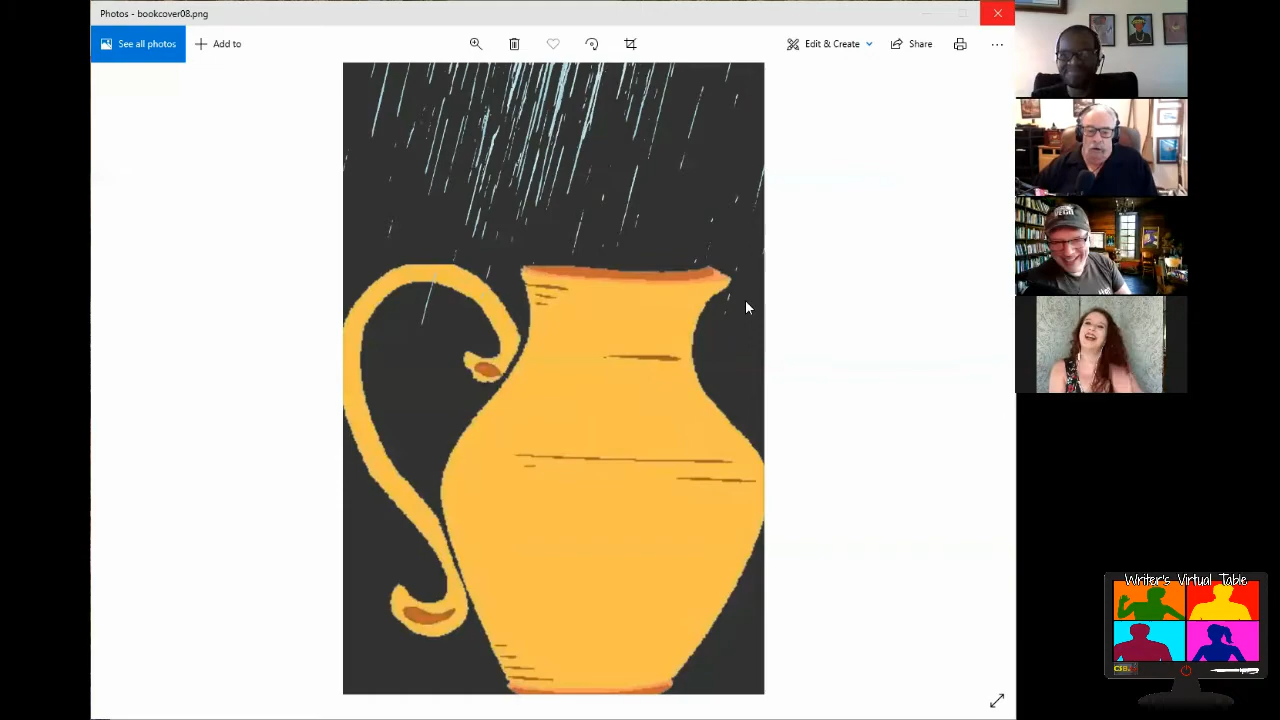 Photos - bookcover08.png
See all photos
Add to
Edit & Create
Share
Writer's Virtual Table